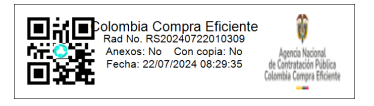 Colombia Compra Eficiente
Rad No. RS20240722010309
Anexos: No Con copia: No
Fecha: 22/07/2024 08:29:35
Agencia Nacional
de Contratación Pública
Colombia Compra Eficiente